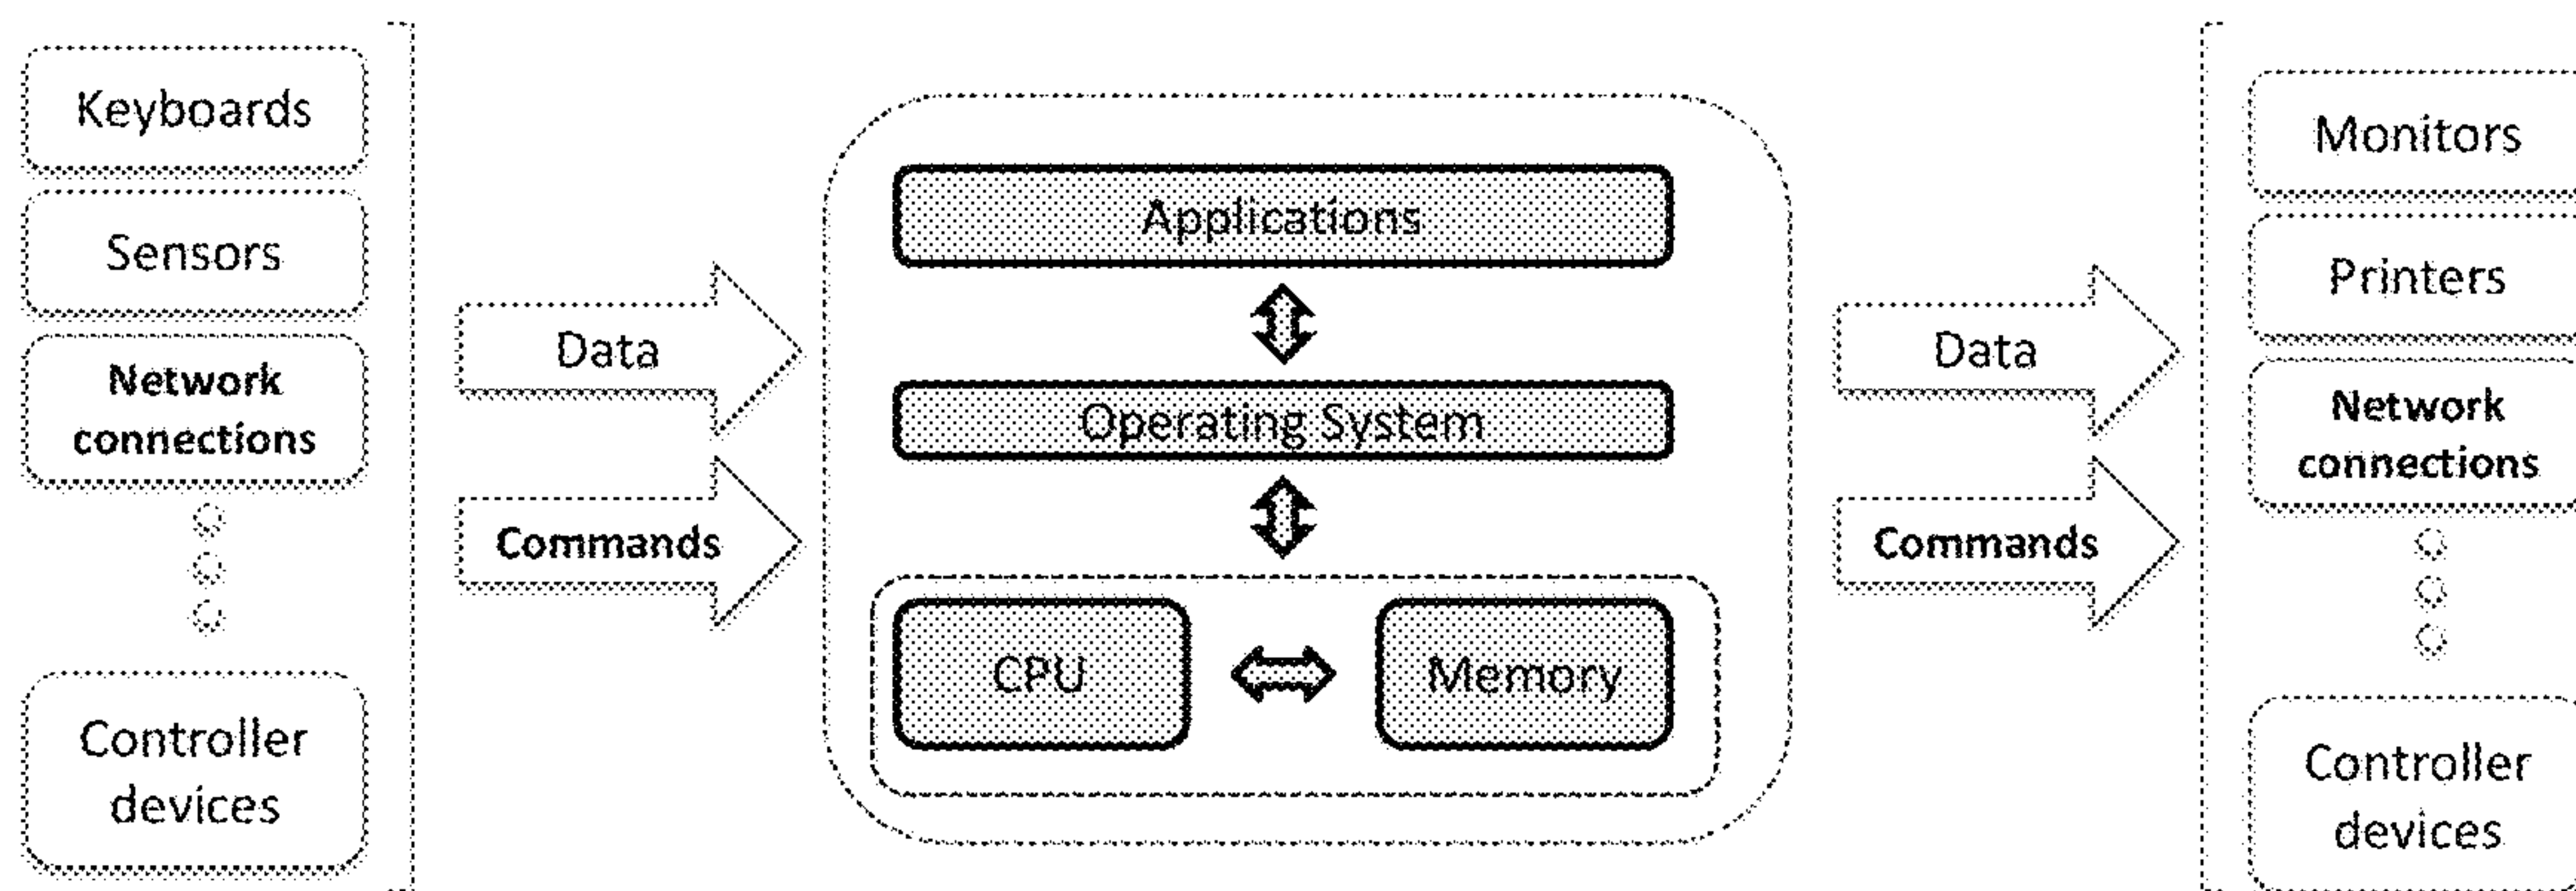 Keyboards
Sensors
Network
connections
Controller
devices
Data
Commands
Applications
Operating System
CPU
Memory
Data
Commands
Monitors
Printers
Network
connections
Controller
devices